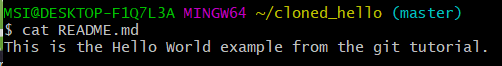 MSI@DESKTOP-F1Q7L3A MINGW64 ~/cloned_hello (master)
$ cat README.md
This is the Hello World example from the git tutorial.